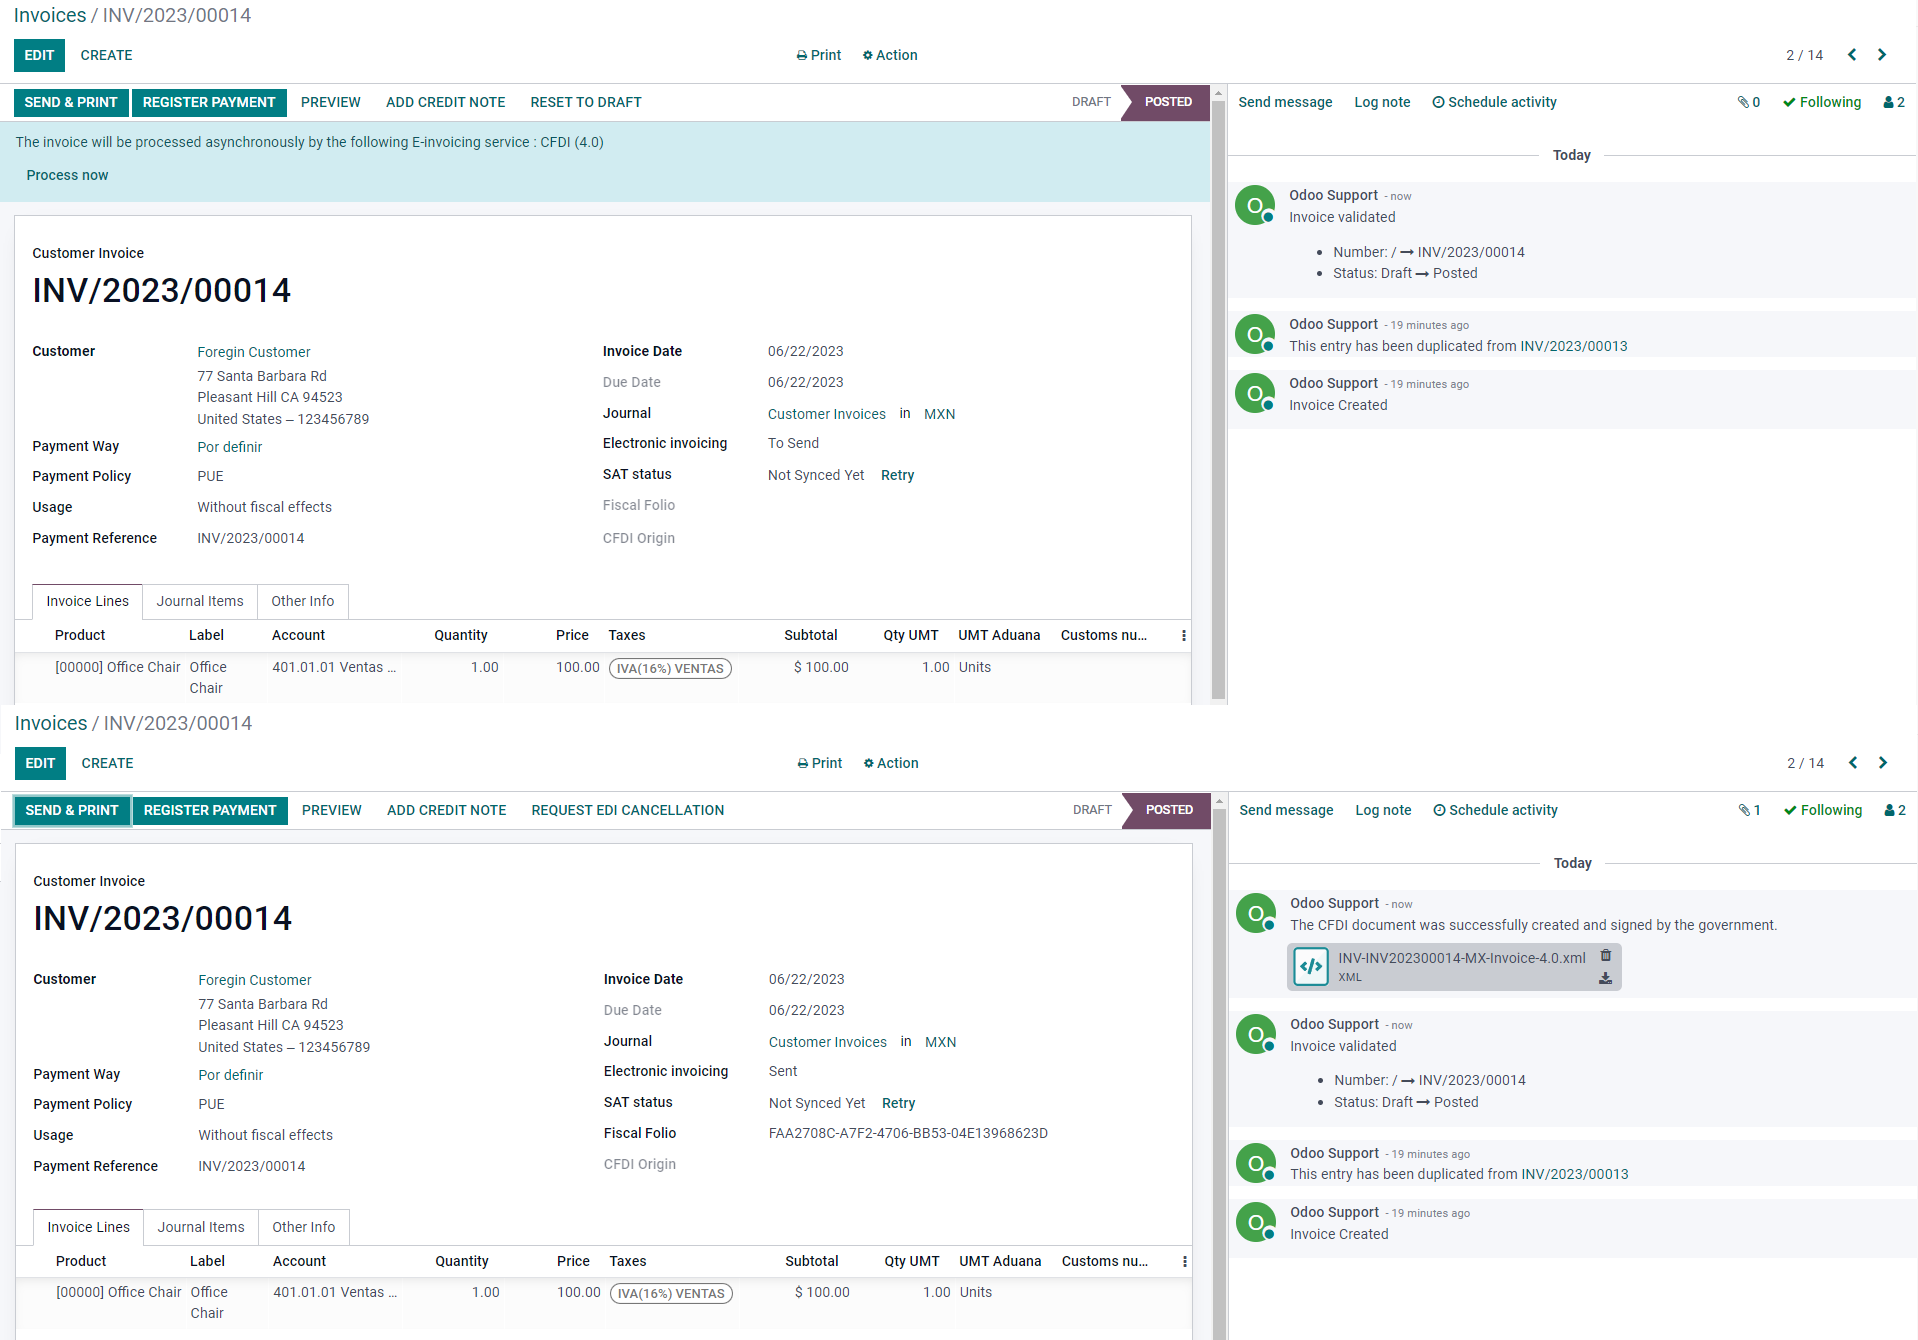 Invoices / INV/2023/00014
EDIT CREATE Print Action 2 / 14
SEND & PRINT REGISTER PAYMENT PREVIEW ADD CREDIT NOTE RESET TO DRAFT DRAFT POSTED
The invoice will be processed asynchronously by the following E-invoicing service : CFDI (4.0)
Process now
Customer Invoice
INV/2023/00014
Customer Foregin Customer
77 Santa Barbara Rd
Pleasant Hill CA 94523
United States – 123456789
Payment Way Por definir
Payment Policy PUE
Usage Without fiscal effects
Payment Reference INV/2023/00014
Invoice Date 06/22/2023
Due Date 06/22/2023
Journal Customer Invoices in MXN
Electronic invoicing To Send
SAT status Not Synced Yet Retry
Fiscal Folio
CFDI Origin
Invoice Lines Journal Items Other Info
Product Label Account Quantity Price Taxes Subtotal Qty UMT UMT Aduana Customs nu...
[00000] Office Chair Office 401.01.01 Ventas ... 1.00 100.00 IVA(16%) VENTAS $ 100.00 1.00 Units
Chair
Send message Log note Schedule activity 0 Following 2
Today
O Odoo Support - now
Invoice validated
• Number: / → INV/2023/00014
• Status: Draft → Posted
O Odoo Support - 19 minutes ago
This entry has been duplicated from INV/2023/00013
O Odoo Support - 19 minutes ago
Invoice Created
Invoices / INV/2023/00014
EDIT CREATE Print Action 2 / 14
SEND & PRINT REGISTER PAYMENT PREVIEW ADD CREDIT NOTE REQUEST EDI CANCELLATION DRAFT POSTED
Customer Invoice
INV/2023/00014
Customer Foregin Customer
77 Santa Barbara Rd
Pleasant Hill CA 94523
United States – 123456789
Payment Way Por definir
Payment Policy PUE
Usage Without fiscal effects
Payment Reference INV/2023/00014
Invoice Date 06/22/2023
Due Date 06/22/2023
Journal Customer Invoices in MXN
Electronic invoicing Sent
SAT status Not Synced Yet Retry
Fiscal Folio FAA2708C-A7F2-4706-BB53-04E13968623D
CFDI Origin
Invoice Lines Journal Items Other Info
Product Label Account Quantity Price Taxes Subtotal Qty UMT UMT Aduana Customs nu...
[00000] Office Chair Office 401.01.01 Ventas ... 1.00 100.00 IVA(16%) VENTAS $ 100.00 1.00 Units
Chair
Send message Log note Schedule activity 1 Following 2
Today
O Odoo Support - now
The CFDI document was successfully created and signed by the government.
INV-INV202300014-MX-Invoice-4.0.xml
XML
O Odoo Support - now
Invoice validated
• Number: / → INV/2023/00014
• Status: Draft → Posted
O Odoo Support - 19 minutes ago
This entry has been duplicated from INV/2023/00013
O Odoo Support - 19 minutes ago
Invoice Created